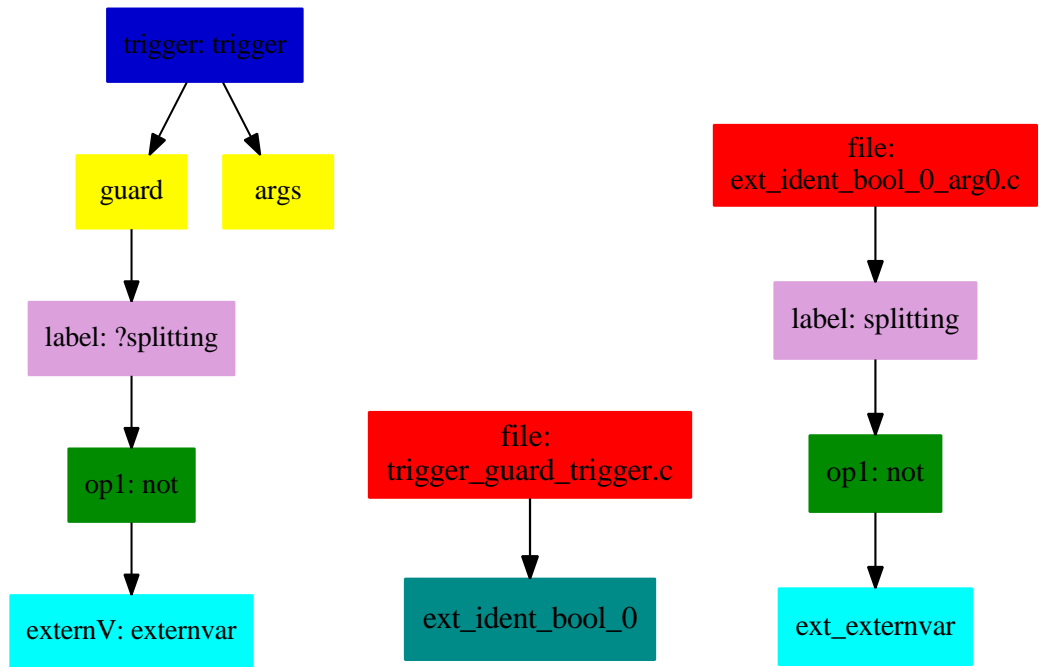 trigger: trigger
guard
args
label: ?splitting
op1: not
externV: externvar
file:
trigger_guard_trigger.c
ext_ident_bool_0
file:
ext_ident_bool_0_arg0.c
label: splitting
op1: not
ext_externvar